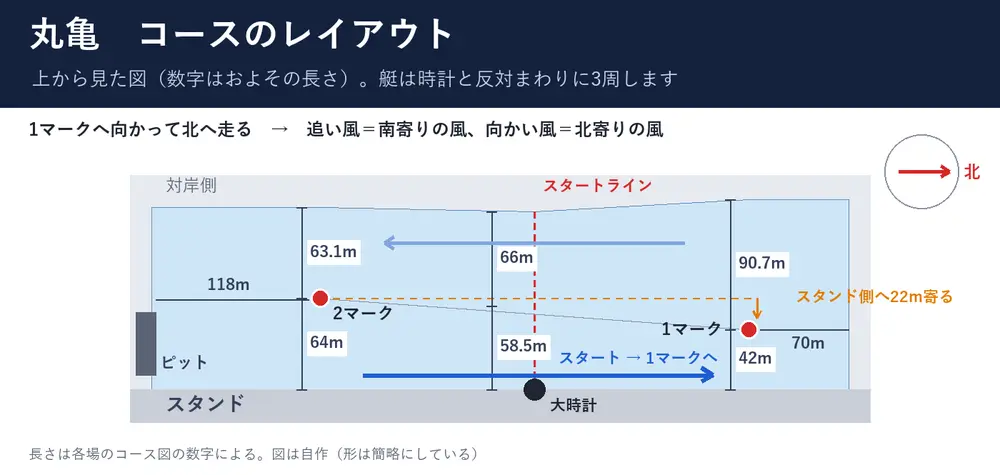 丸亀　コースのレイアウト
上から見た図（数字はおよその長さ）。艇は時計と反対まわりに3周します
1マークへ向かって北へ走る　→　追い風＝南寄りの風、向かい風＝北寄りの風
北
対岸側
スタートライン
63.1m
66m
90.7m
118m
スタンド側へ22m寄る
2マーク
1マーク
64m
58.5m
スタート → 1マークへ
42m
70m
ピット
スタンド
大時計
長さは各場のコース図の数字による。図は自作（形は簡略にしている）